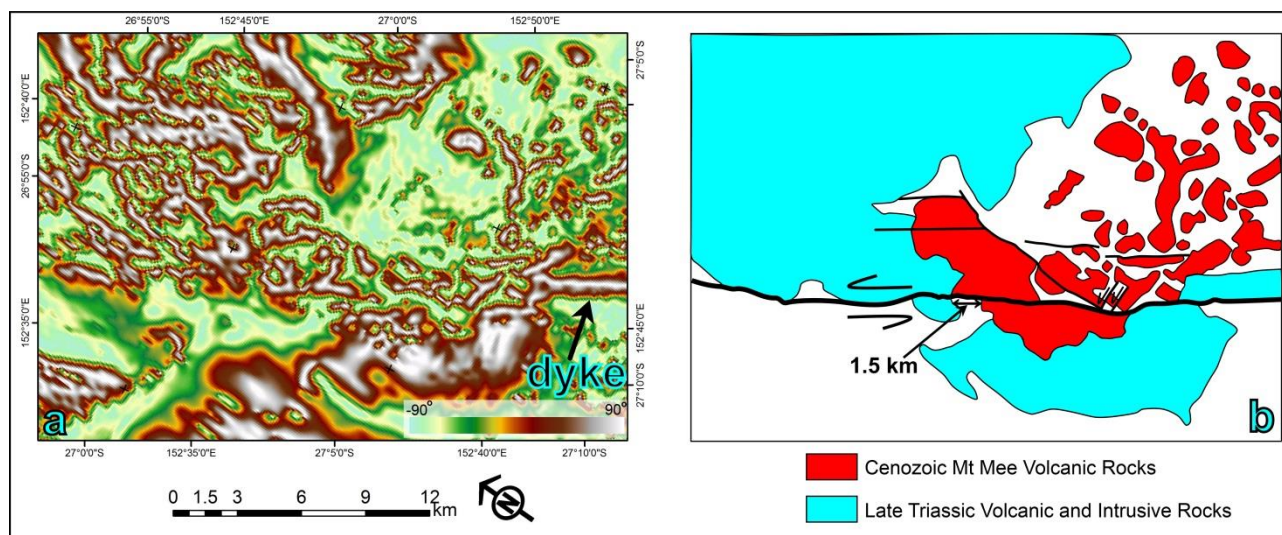 26°55'0"S 152°45'0"E 27°0'0"S 152°50'0"E
27°5'0"S
152°40'0"E
26°55'0"S
152°35'0"E
152°45'0"E
27°10'0"S
dyke
-90° 90°
a
27°0'0"S 152°35'0"E 27°5'0"S 152°40'0"E 27°10'0"S
0 1.5 3 6 9 12
km
N
1.5 km
b
Cenozoic Mt Mee Volcanic Rocks
Late Triassic Volcanic and Intrusive Rocks